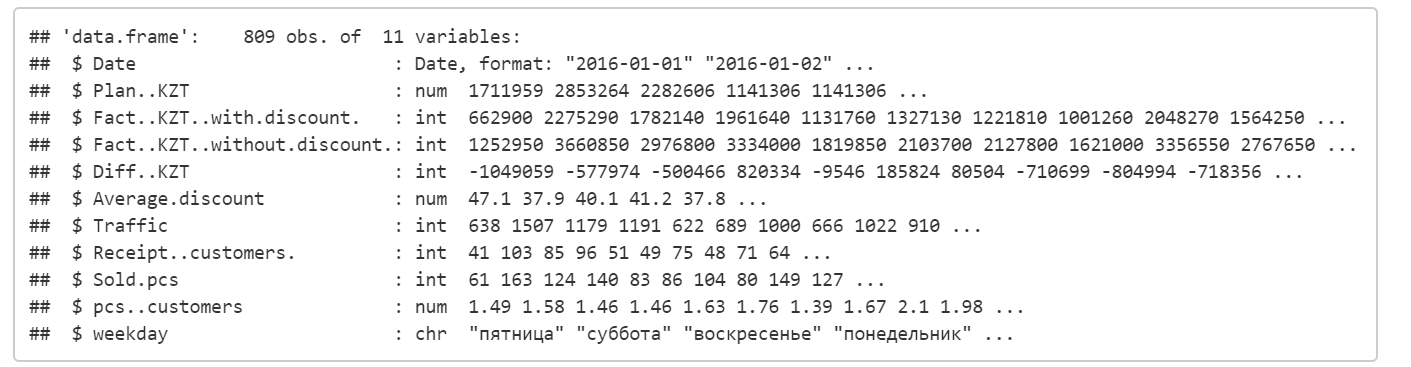 ## 'data.frame':    809 obs. of  11 variables:
##  $ Date                        : Date, format: "2016-01-01" "2016-01-02" ...
##  $ Plan..KZT                   : num  1711959 2853264 2282606 1141306 1141306 ...
##  $ Fact..KZT..with.discount.   : int  662900 2275290 1782140 1961640 1131760 1327130 1221810 1001260 2048270 1564250 ...
##  $ Fact..KZT..without.discount.: int  1252950 3660850 2976800 3334000 1819850 2103700 2127800 1621000 3356550 2767650 ...
##  $ Diff..KZT                   : int  -1049059 -577974 -500466 820334 -9546 185824 80504 -710699 -804994 -718356 ...
##  $ Average.discount            : num  47.1 37.9 40.1 41.2 37.8 ...
##  $ Traffic                     : int  638 1507 1179 1191 622 689 1000 666 1022 910 ...
##  $ Receipt..customers.         : int  41 103 85 96 51 49 75 48 71 64 ...
##  $ Sold.pcs                    : int  61 163 124 140 83 86 104 80 149 127 ...
##  $ pcs..customers              : num  1.49 1.58 1.46 1.46 1.63 1.76 1.39 1.67 2.1 1.98 ...
##  $ weekday                     : chr  "пятница" "суббота" "воскресенье" "понедельник" ...